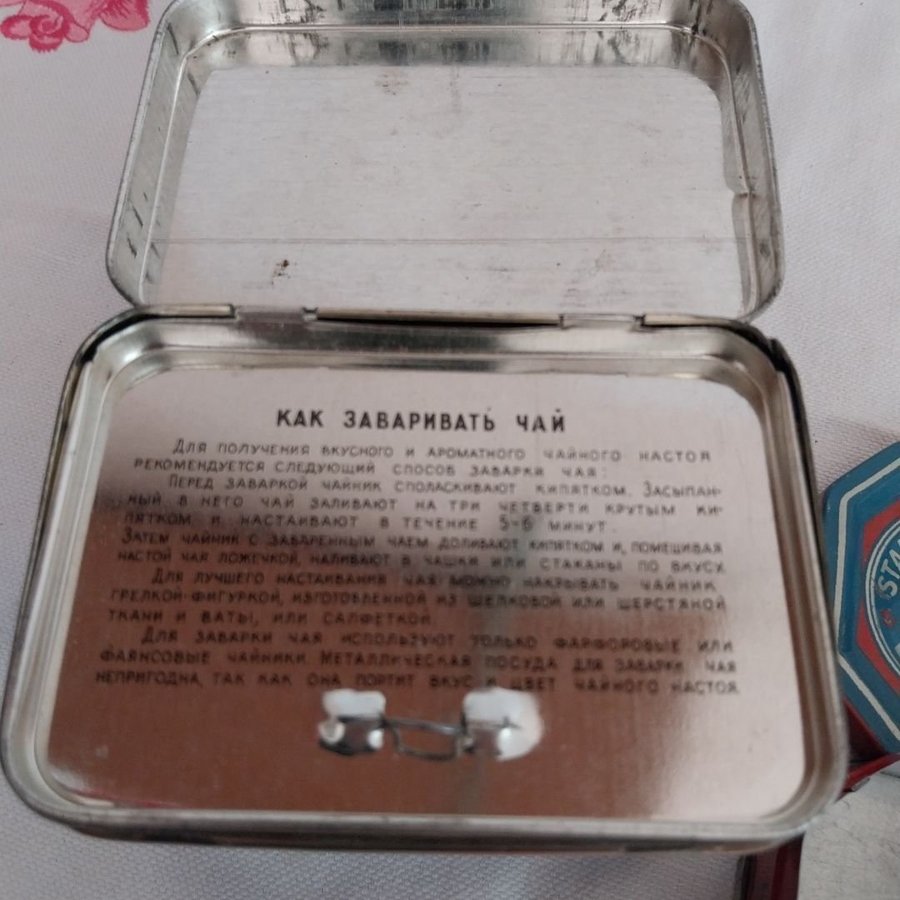 КАК ЗАВАРИВАТЬ ЧАЙ
ДЛЯ ПОЛУЧЕНИЯ ВКУСНОГО И АРОМАТНОГО ЧАЙНОГО НАСТОЯ
РЕКОМЕНДУЕТСЯ СЛЕДУЮЩИЙ СПОСОБ ЗАВАРКИ ЧАЯ:
ПЕРЕД ЗАВАРКОЙ ЧАЙНИК СПОЛАСКИВАЮТ КИПЯТКОМ. ЗАСЫПАН-
НЫЙ В НЕГО ЧАЙ ЗАЛИВАЮТ НА ТРИ ЧЕТВЕРТИ КРУТЫМ КИ-
ПЯТКОМ И НАСТАИВАЮТ В ТЕЧЕНИЕ 5-6 МИНУТ.
ЗАТЕМ ЧАЙНИК С ЗАВАРЕННЫМ ЧАЕМ ДОЛИВАЮТ КИПЯТКОМ И, ПОМЕШИВАЯ
НАСТОЙ ЧАЯ ЛОЖЕЧКОЙ, НАЛИВАЮТ В ЧАШКИ ИЛИ СТАКАНЫ ПО ВКУСУ.
ДЛЯ ЛУЧШЕГО НАСТАИВАНИЯ ЧАЯ МОЖНО НАКРЫВАТЬ ЧАЙНИК
ГРЕЛКОЙ-ФИГУРКОЙ, ИЗГОТОВЛЕННОЙ ИЗ ШЕЛКОВОЙ ИЛИ ШЕРСТЯНОЙ
ТКАНИ И ВАТЫ, ИЛИ САЛФЕТКОЙ.
ДЛЯ ЗАВАРКИ ЧАЯ ИСПОЛЬЗУЮТ ТОЛЬКО ФАРФОРОВЫЕ ИЛИ
ФАЯНСОВЫЕ ЧАЙНИКИ. МЕТАЛЛИЧЕСКАЯ ПОСУДА ДЛЯ ЗАВАРКИ ЧАЯ
НЕПРИГОДНА, ТАК КАК ОНА ПОРТИТ ВКУС И ЦВЕТ ЧАЙНОГО НАСТОЯ